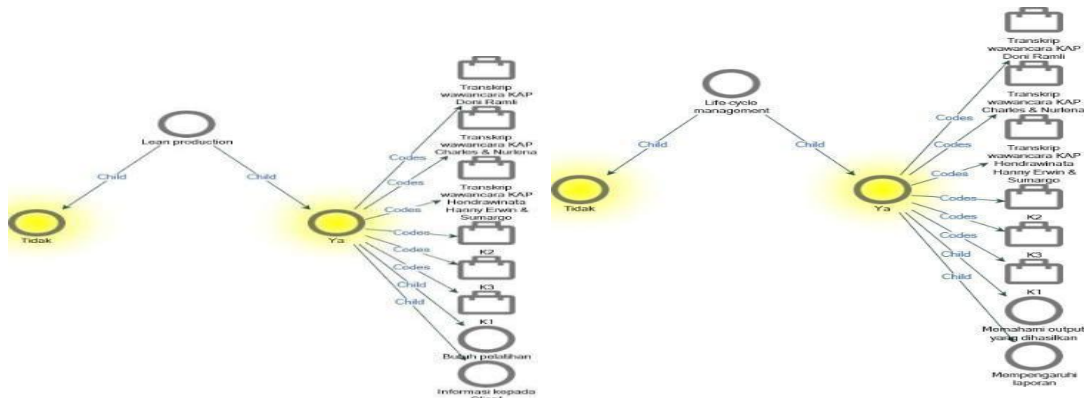 Transkrip
wawancara KAP
Doni Ramli
Transkrip
wawancara KAP
Charles & Nurlena
Transkrip
wawancara KAP
Hendrawinata
Hanny Erwin &
Sumargo
K2
K3
K1
Butuh pelatihan
Informasi kepada
Lean production
Child
Child
Tidak
Ya
Codes
Codes
Codes
Codes
Codes
Codes
Child
Child
Transkrip
wawancara KAP
Doni Ramli
Transkrip
wawancara KAP
Charles & Nurlena
Transkrip
wawancara KAP
Hendrawinata
Hanny Erwin &
Sumargo
K2
K3
K1
Memahami output
yang dihasilkan
Mempengaruhi
laporan
Life-cycle
management
Child
Child
Tidak
Ya
Codes
Codes
Codes
Codes
Codes
Codes
Child
Child